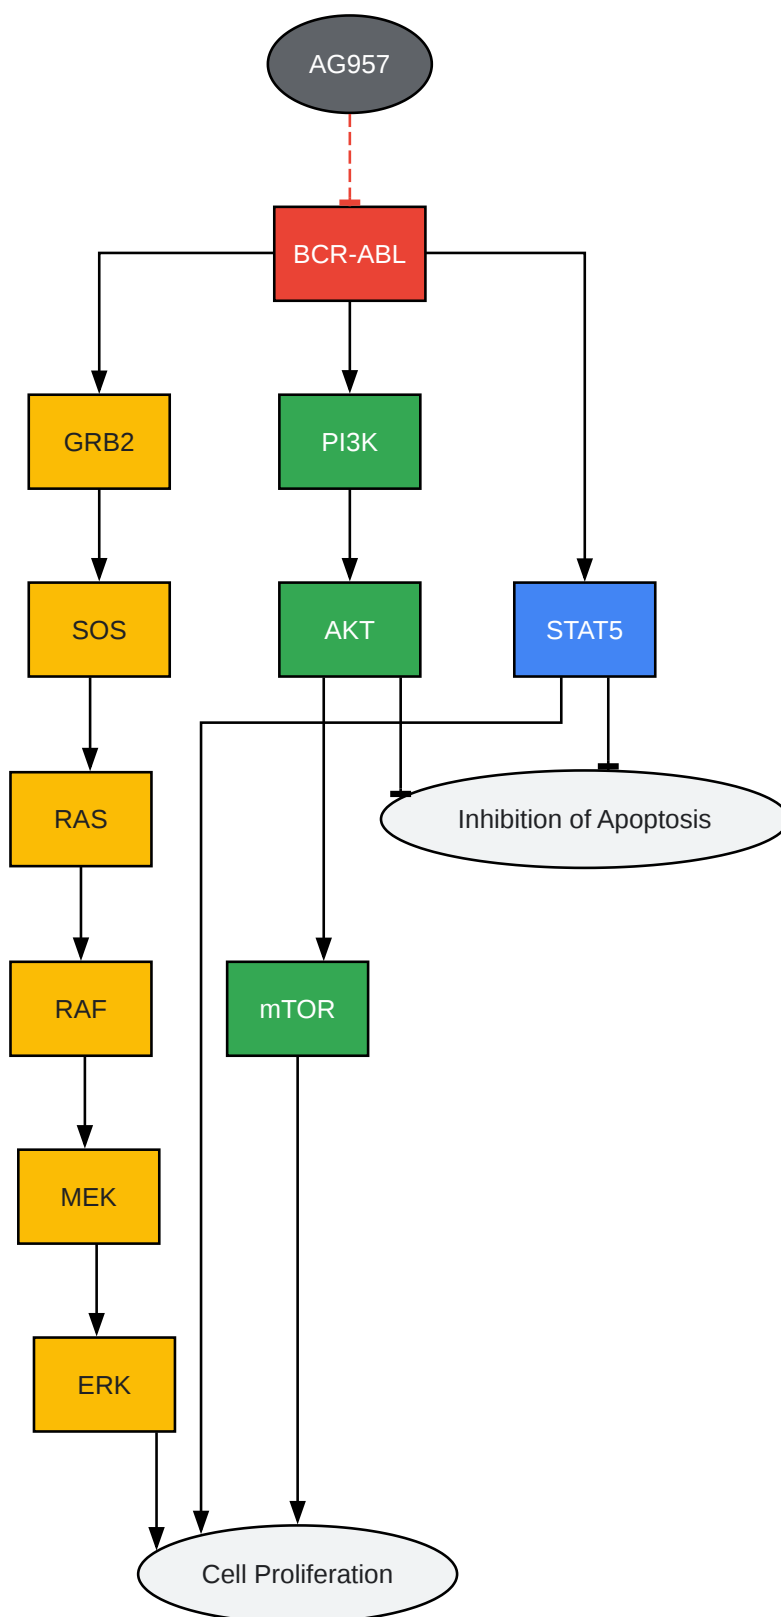 AG957
BCR-ABL
GRB2
PI3K
SOS
AKT
STAT5
RAS
Inhibition of Apoptosis
RAF
mTOR
MEK
ERK
Cell Proliferation